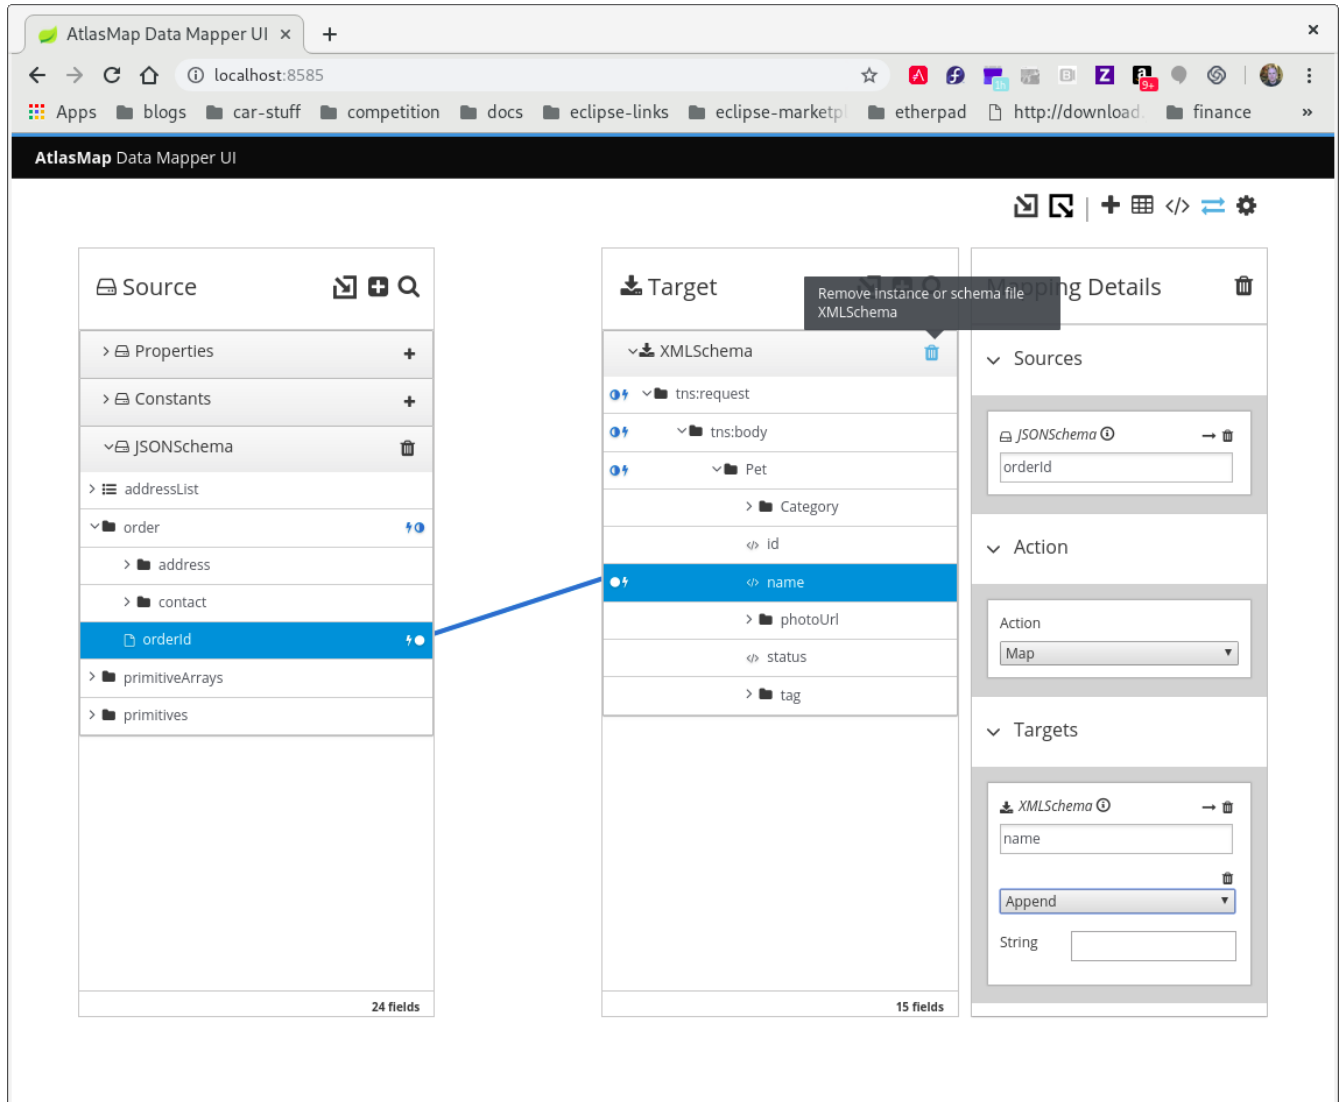 AtlasMap Data Mapper UI
localhost:8585
1h
B
Z
a
9+
Apps blogs car-stuff competition docs eclipse-links eclipse-marketpl etherpad http://download. finance »
AtlasMap Data Mapper UI
Source
Properties
Constants
JSONSchema
addressList
order
address
contact
orderId
primitiveArrays
primitives
24 fields
Target
Remove instance or schema file
XMLSchema
XMLSchema
tns:request
tns:body
Pet
Category
id
name
photoUrl
status
tag
15 fields
Mapping Details
Sources
JSONSchema
orderId
Action
Action
Map
Targets
XMLSchema
name
Append
String